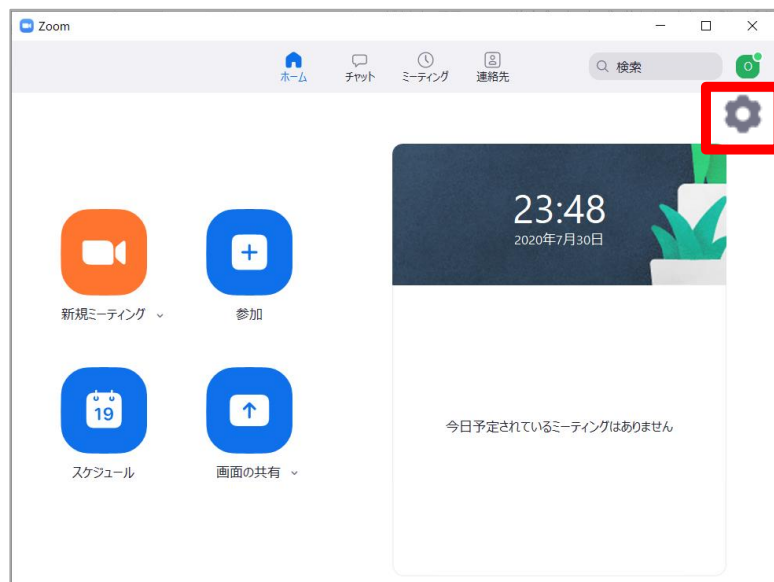 Zoom
ホーム
チャット
ミーティング
連絡先
検索
O
23:48
2020年7月30日
新規ミーティング
参加
19
スケジュール
画面の共有
今日予定されているミーティングはありません